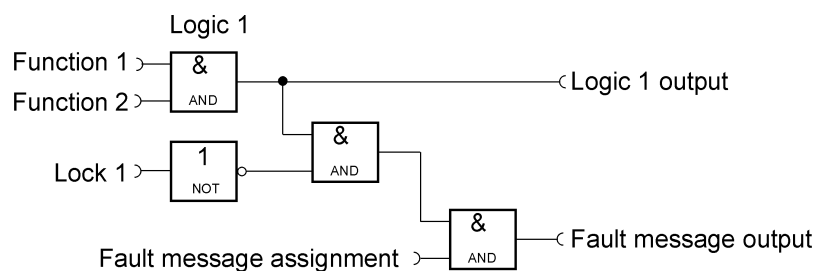 Logic 1
Function 1
&
Function 2
AND
Logic 1 output
&
AND
Lock 1
1
NOT
&
AND
Fault message output
Fault message assignment